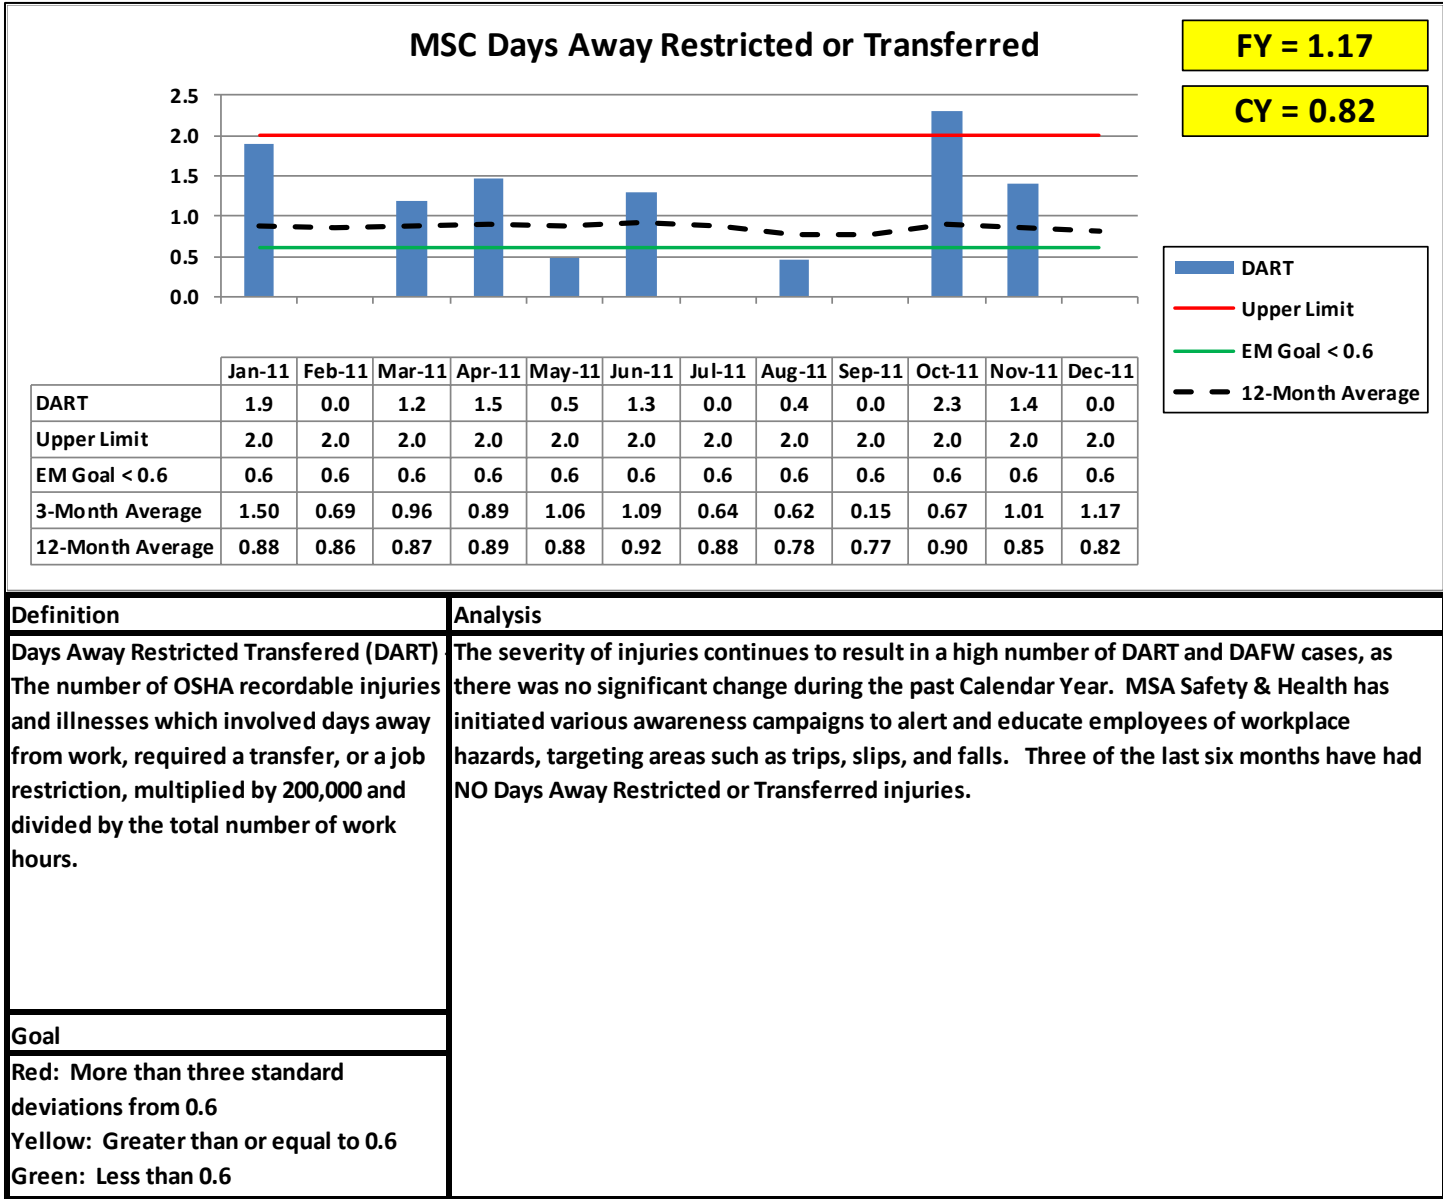 MSC Days Away Restricted or Transferred
FY = 1.17
CY = 0.82
2.5
2.0
1.5
1.0
0.5
0.0
DART
Upper Limit
EM Goal < 0.6
12-Month Average
Jan-11 Feb-11 Mar-11 Apr-11 May-11 Jun-11 Jul-11 Aug-11 Sep-11 Oct-11 Nov-11 Dec-11
DART 1.9 0.0 1.2 1.5 0.5 1.3 0.0 0.4 0.0 2.3 1.4 0.0
Upper Limit 2.0 2.0 2.0 2.0 2.0 2.0 2.0 2.0 2.0 2.0 2.0 2.0
EM Goal < 0.6 0.6 0.6 0.6 0.6 0.6 0.6 0.6 0.6 0.6 0.6 0.6 0.6
3-Month Average 1.50 0.69 0.96 0.89 1.06 1.09 0.64 0.62 0.15 0.67 1.01 1.17
12-Month Average 0.88 0.86 0.87 0.89 0.88 0.92 0.88 0.78 0.77 0.90 0.85 0.82
Definition
Days Away Restricted Transfered (DART) -
The number of OSHA recordable injuries
and illnesses which involved days away
from work, required a transfer, or a job
restriction, multiplied by 200,000 and
divided by the total number of work
hours.
Goal
Red: More than three standard
deviations from 0.6
Yellow: Greater than or equal to 0.6
Green: Less than 0.6
Analysis
The severity of injuries continues to result in a high number of DART and DAFW cases, as
there was no significant change during the past Calendar Year. MSA Safety & Health has
initiated various awareness campaigns to alert and educate employees of workplace
hazards, targeting areas such as trips, slips, and falls. Three of the last six months have had
NO Days Away Restricted or Transferred injuries.